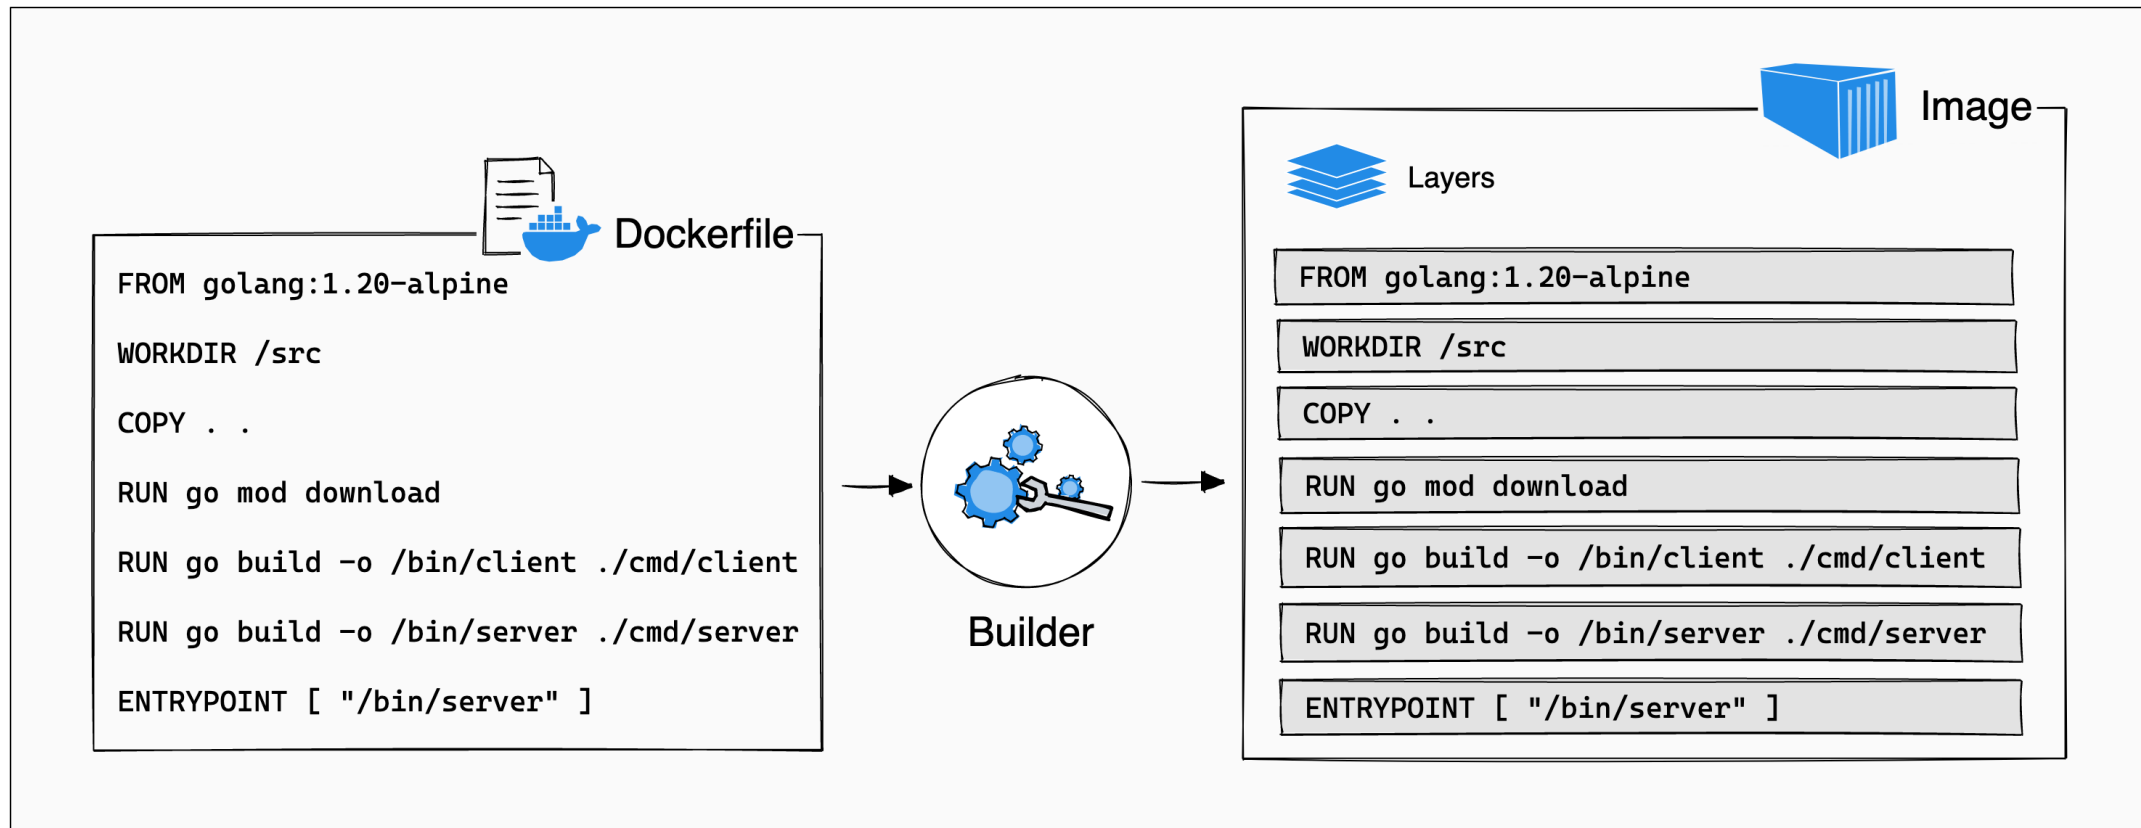 Dockerfile
FROM golang:1.20-alpine
WORKDIR /src
COPY . .
RUN go mod download
RUN go build -o /bin/client ./cmd/client
RUN go build -o /bin/server ./cmd/server
ENTRYPOINT [ "/bin/server" ]
Builder
Image
Layers
FROM golang:1.20-alpine
WORKDIR /src
COPY . .
RUN go mod download
RUN go build -o /bin/client ./cmd/client
RUN go build -o /bin/server ./cmd/server
ENTRYPOINT [ "/bin/server" ]